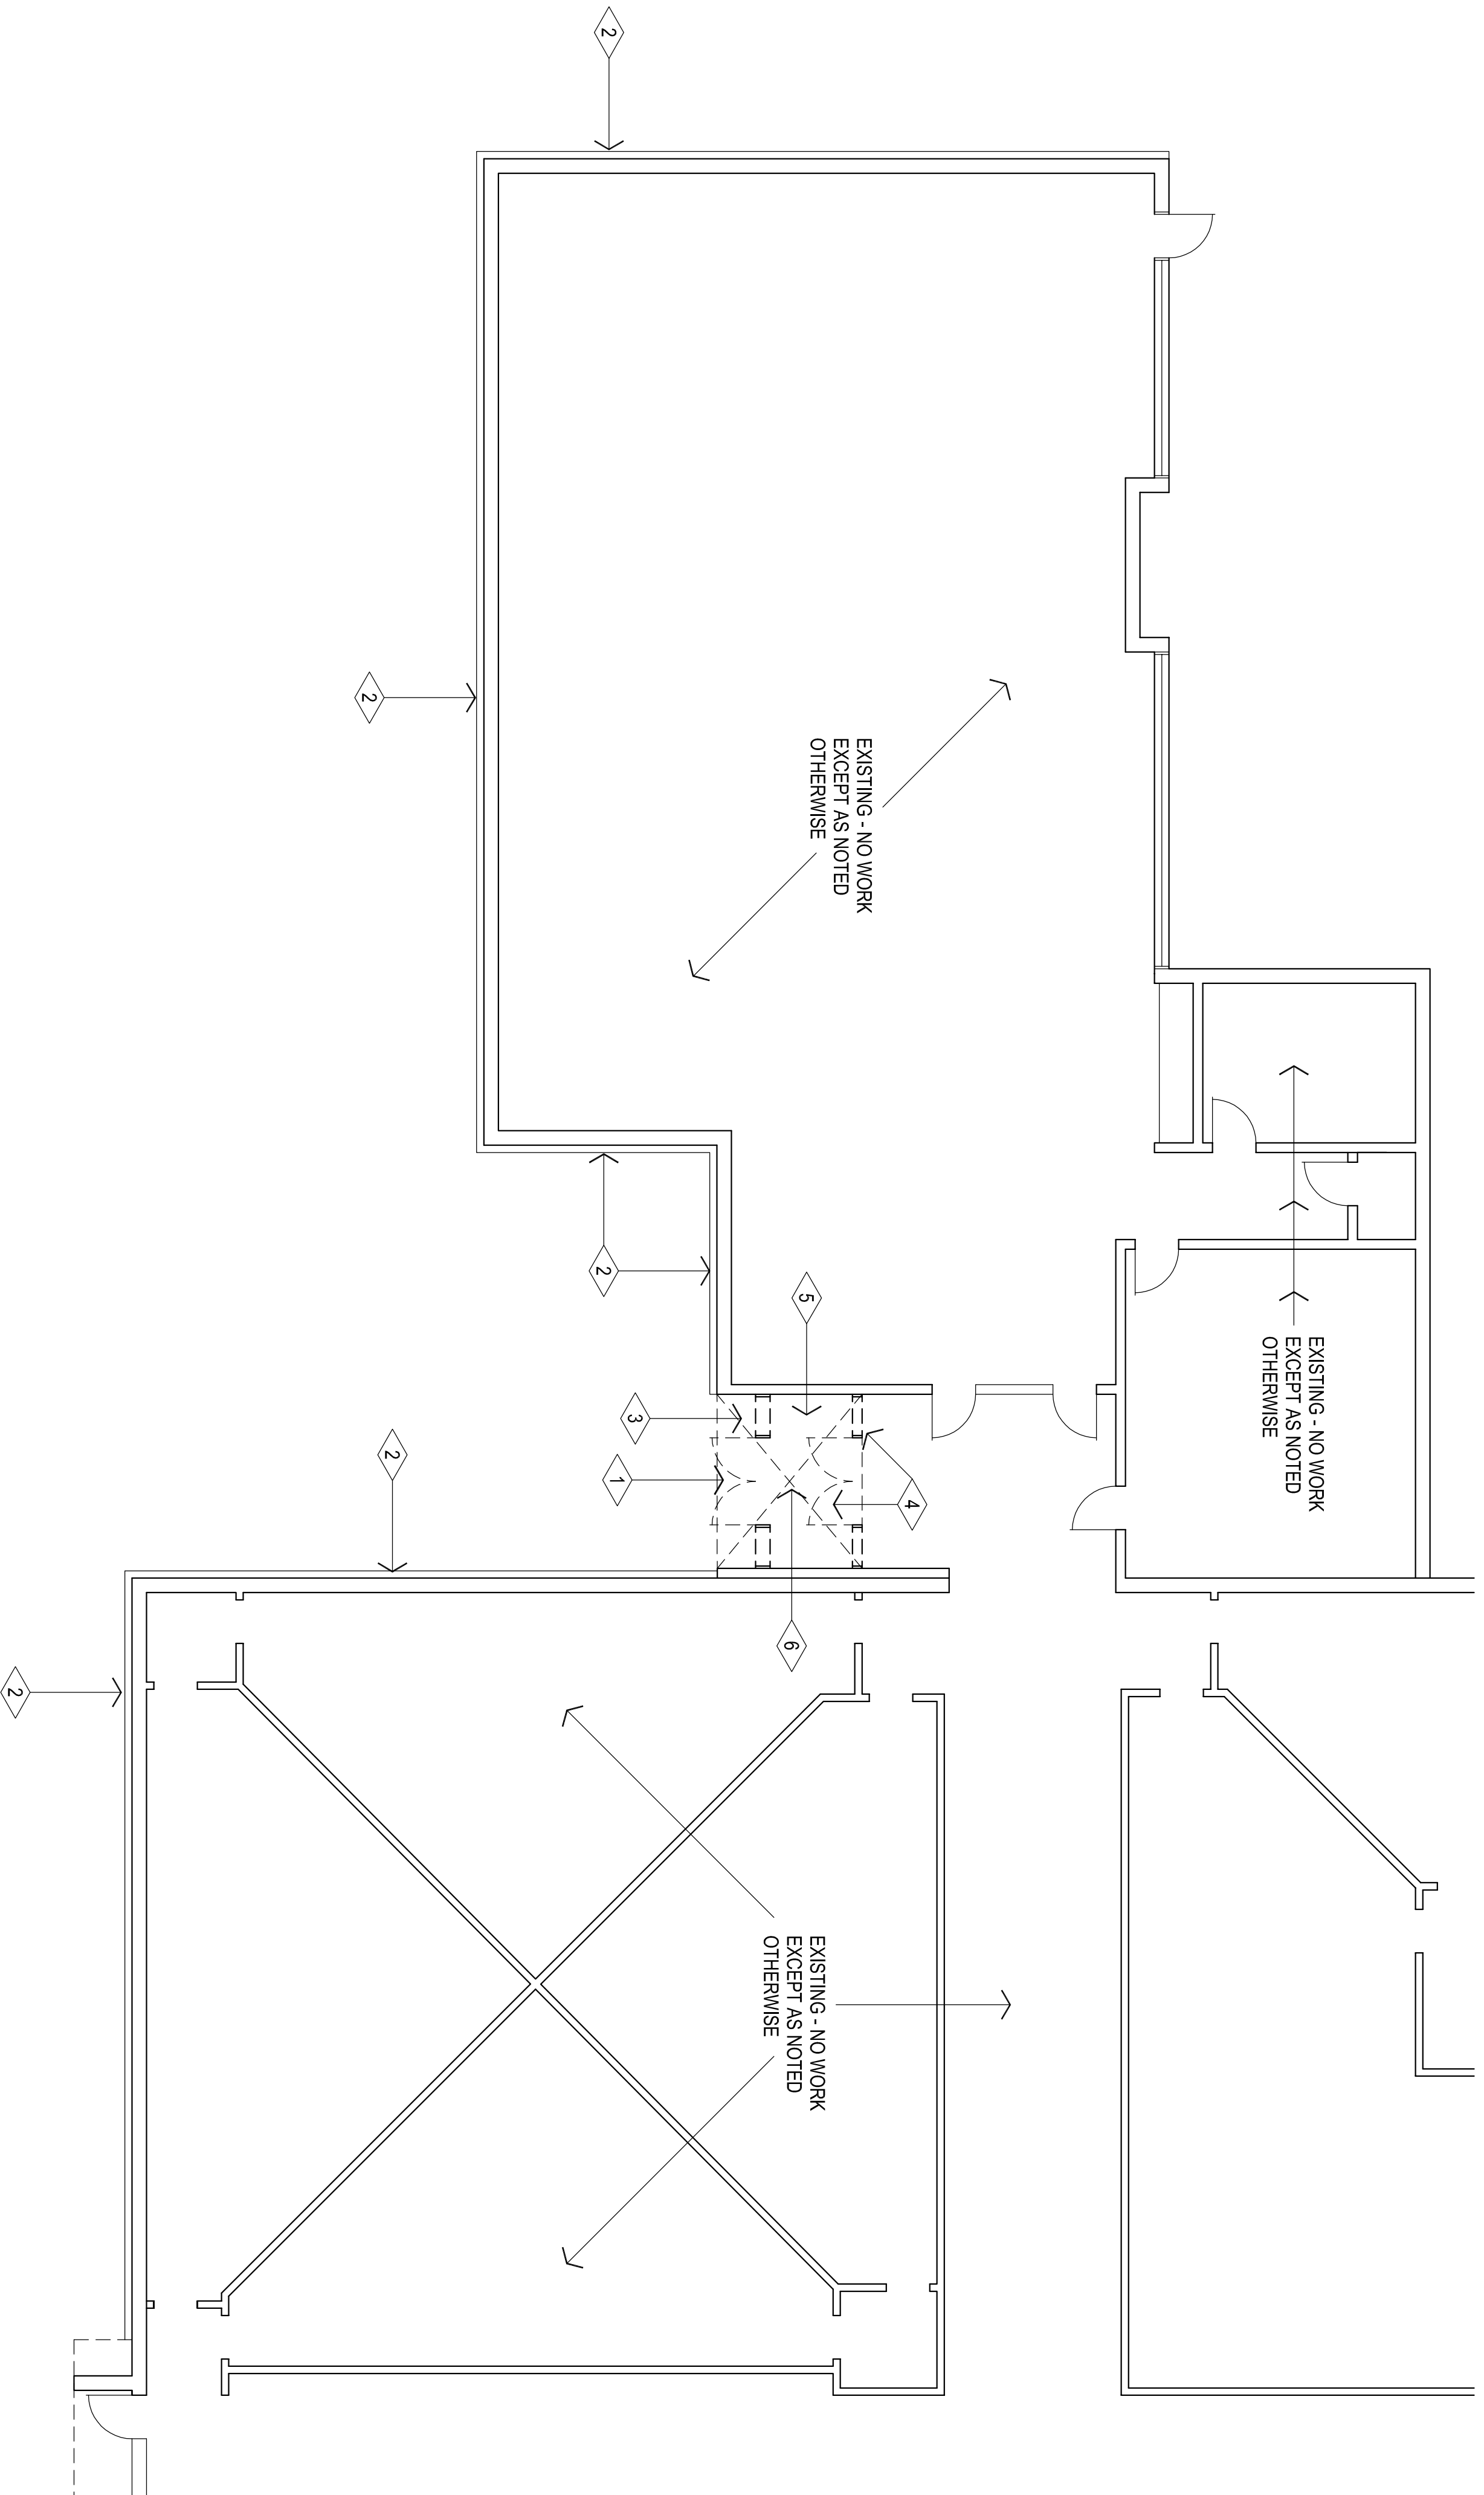 2
2
EXISTING - NO WORK
EXCEPT AS NOTED
OTHERWISE
2
5
3
1
4
6
2
2
EXISTING - NO WORK
EXCEPT AS NOTED
OTHERWISE
EXISTING - NO WORK
EXCEPT AS NOTED
OTHERWISE